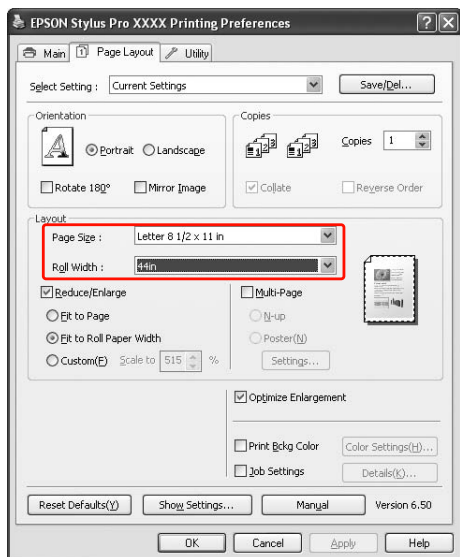 EPSON Stylus Pro XXXX Printing Preferences
Main Page Layout Utility
Select Setting : Current Settings Save/Del...
Orientation
Portrait Landscape
Rotate 180° Mirror Image
Copies
Copies 1
Collate Reverse Order
Layout
Page Size : Letter 8 1/2 x 11 in
Roll Width : 44in
Reduce/Enlarge
Fit to Page
Fit to Roll Paper Width
Custom(F) Scale to 515 %
Multi-Page
N-up
Poster(N)
Settings...
Optimize Enlargement
Print Bckg Color Color Settings(H)...
Job Settings Details(K)...
Reset Defaults(Y) Show Settings... Manual Version 6.50
OK Cancel Apply Help